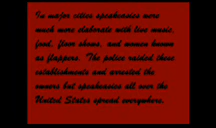 In major cities speakeasies were
much more elaborate with live music,
food, floor shows, and women known
as flappers. The police raided these
establishments and arrested the
owners but speakeasies all over the
United States spread everywhere.